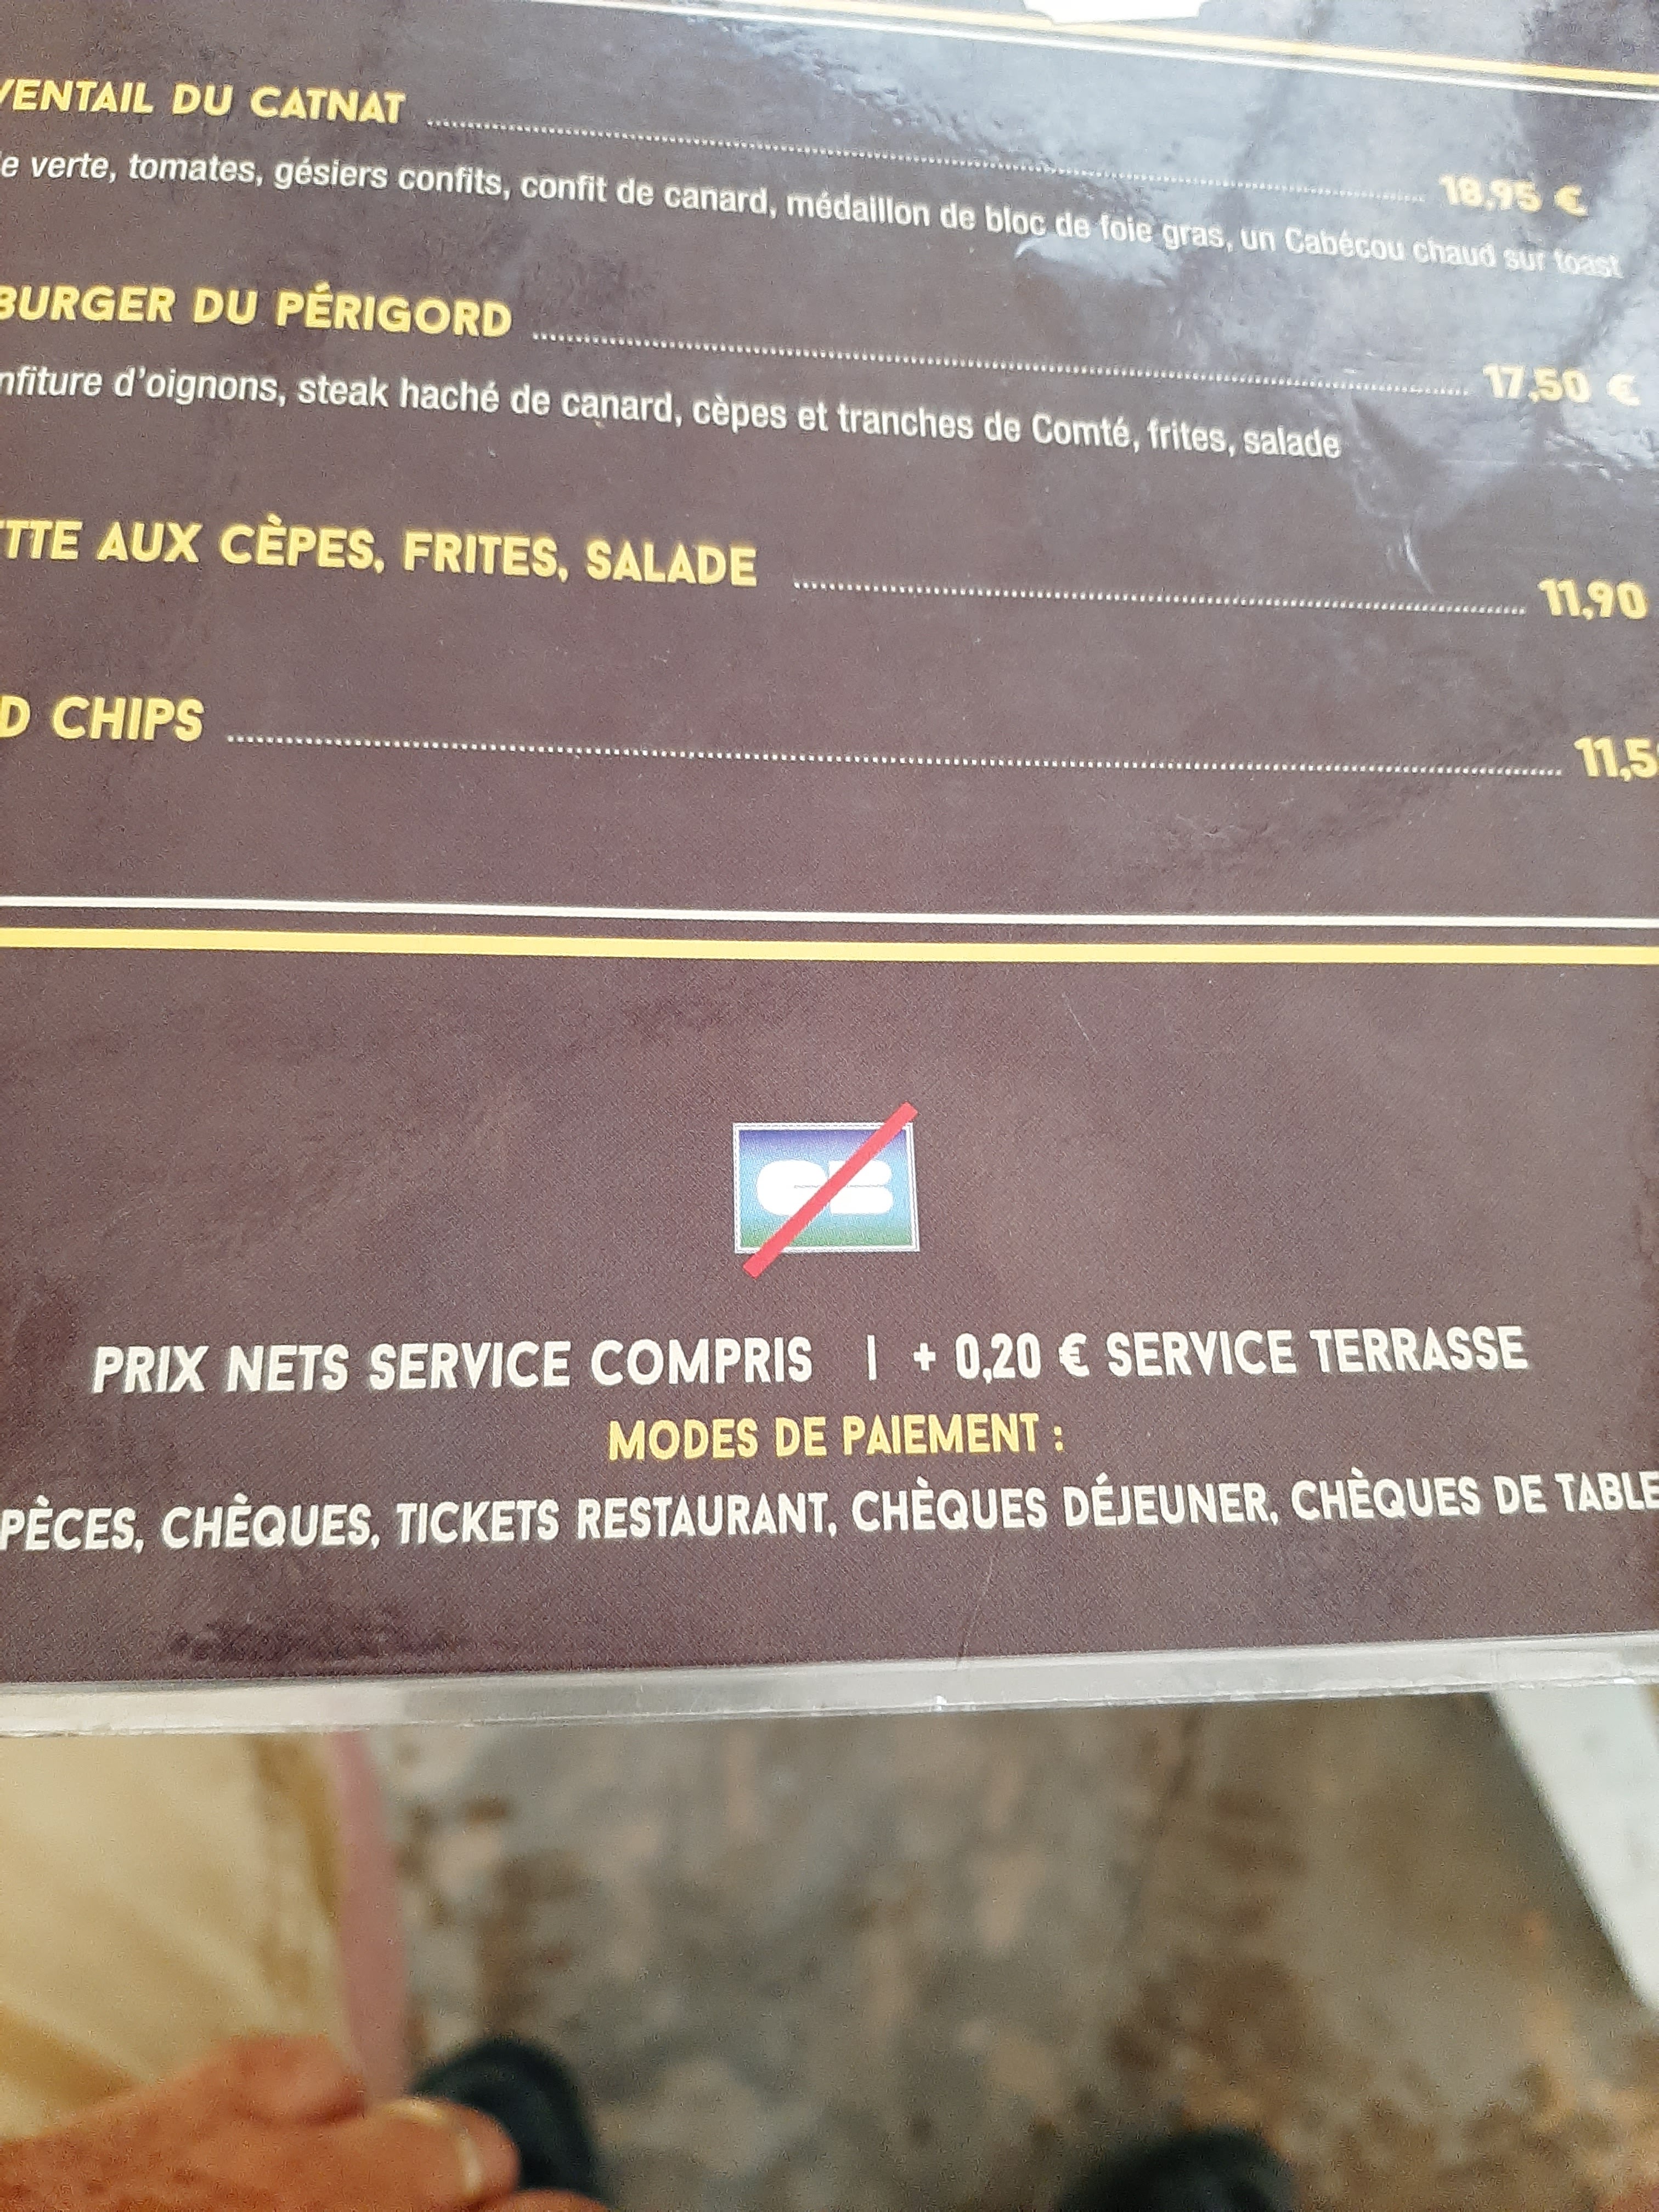 VENTAIL DU CATNAT 18,95 €
e verte, tomates, gésiers confits, confit de canard, médaillon de bloc de foie gras, un Cabécou chaud sur toast
BURGER DU PÉRIGORD 17,50 €
nfiture d'oignons, steak haché de canard, cèpes et tranches de Comté, frites, salade
TTE AUX CÈPES, FRITES, SALADE 11,90
D CHIPS 11,5
CB
PRIX NETS SERVICE COMPRIS | + 0,20 € SERVICE TERRASSE
MODES DE PAIEMENT :
PÈCES, CHÈQUES, TICKETS RESTAURANT, CHÈQUES DÉJEUNER, CHÈQUES DE TABLE